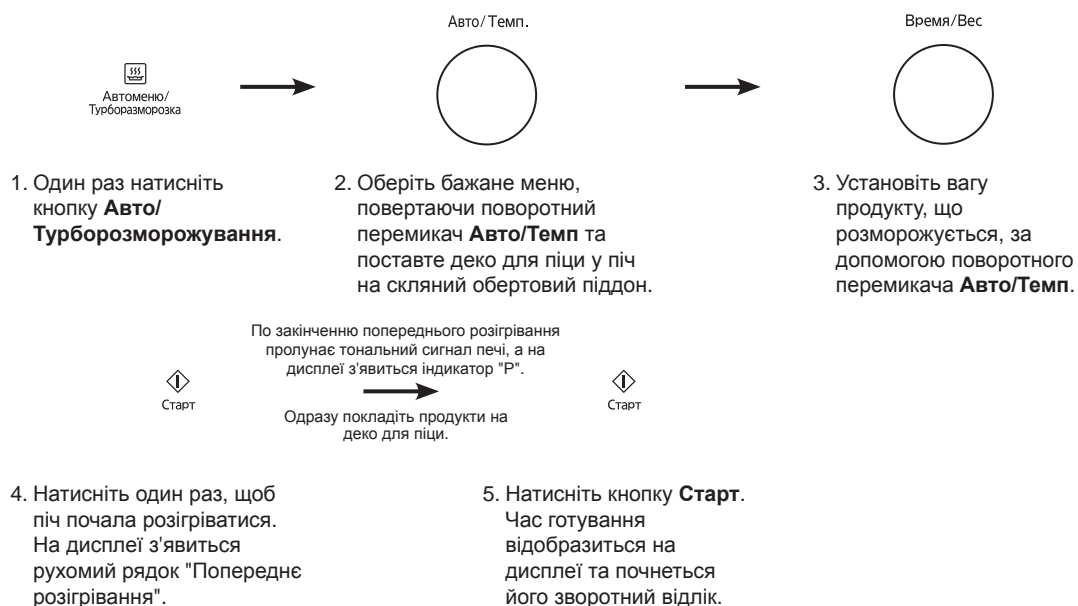 Авто/Темп.
Время/Вес
Автоменю/
Турборазморозка
1. Один раз натисніть
кнопку Авто/
Турборозморожування.
2. Оберіть бажане меню,
повертаючи поворотний
перемикач Авто/Темп та
поставте деко для піци у піч
на скляний обертовий піддон.
3. Установіть вагу
продукту, що
розморожується, за
допомогою поворотного
перемикача Авто/Темп.
По закінченню попереднього розігрівання
пролунає тональний сигнал печі, а на
дисплеї з'явиться індикатор "P".
Старт
Одразу покладіть продукти на
деко для піци.
Старт
4. Натисніть один раз, щоб
піч почала розігріватися.
На дисплеї з'явиться
рухомий рядок "Попереднє
розігрівання".
5. Натисніть кнопку Старт.
Час готування
відобразиться на
дисплеї та почнеться
його зворотний відлік.